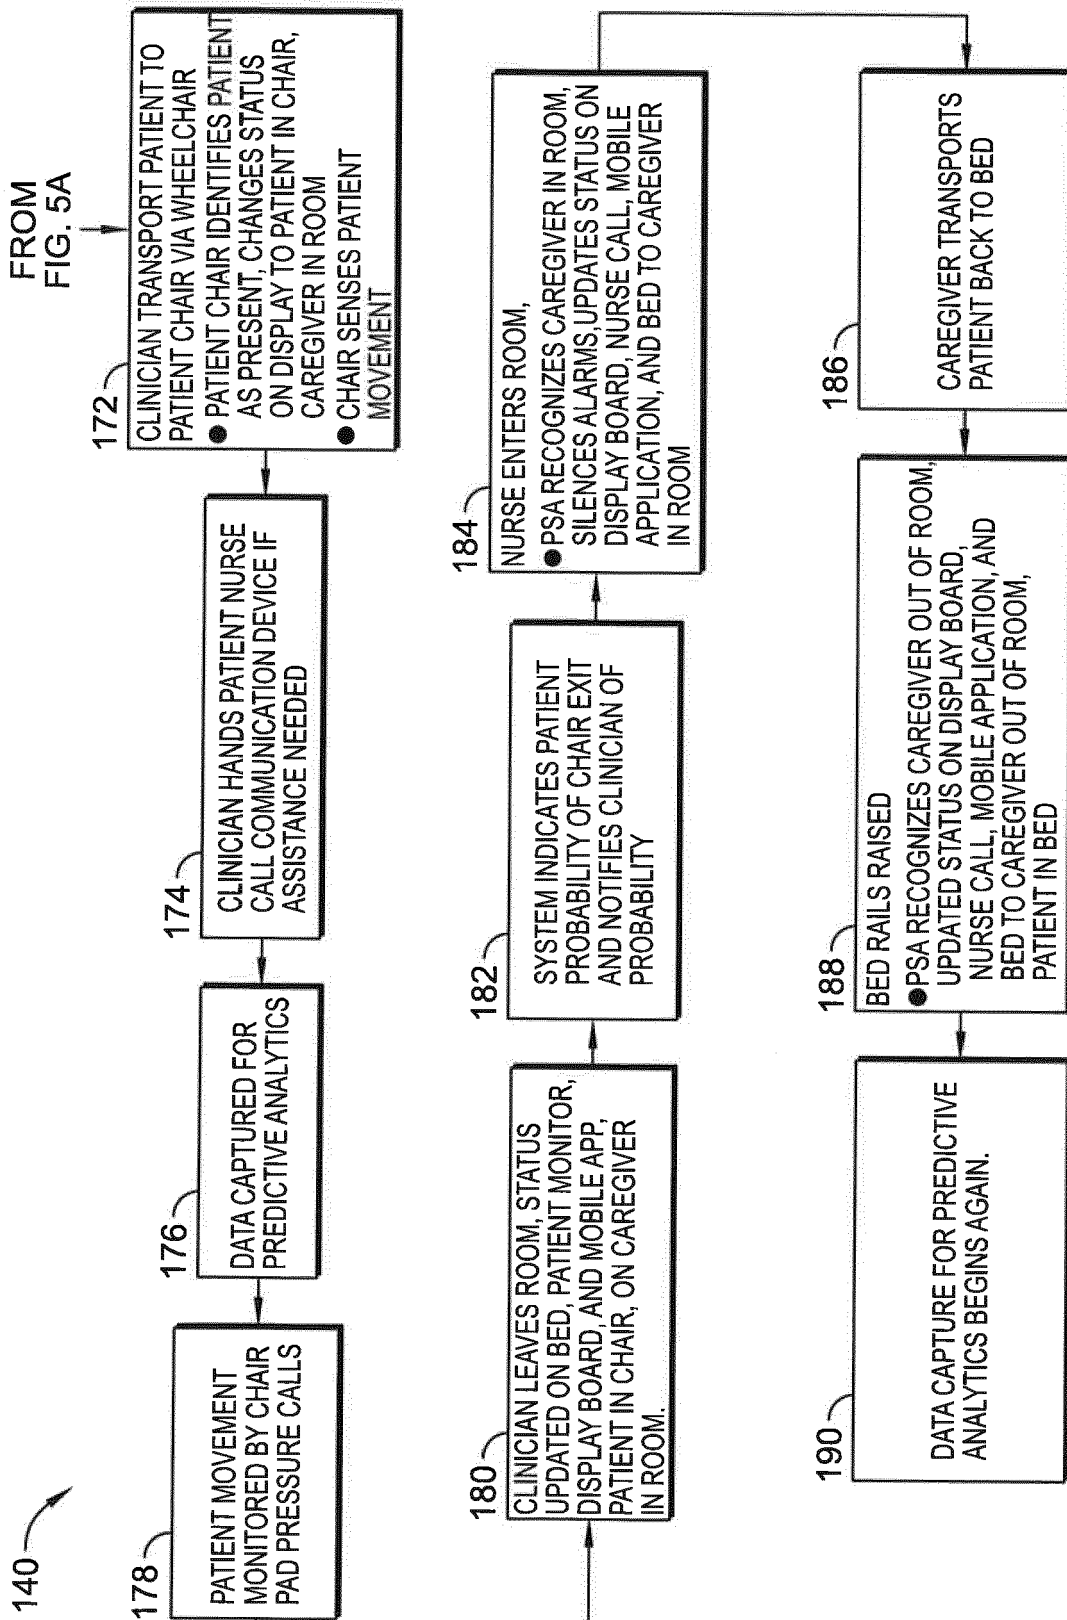 140
FROM
FIG. 5A
172
CLINICIAN TRANSPORT PATIENT TO
PATIENT CHAIR VIA WHEELCHAIR
● PATIENT CHAIR IDENTIFIES PATIENT
AS PRESENT, CHANGES STATUS
ON DISPLAY TO PATIENT IN CHAIR,
CAREGIVER IN ROOM
● CHAIR SENSES PATIENT
MOVEMENT
174
CLINICIAN HANDS PATIENT NURSE
CALL COMMUNICATION DEVICE IF
ASSISTANCE NEEDED
176
DATA CAPTURED FOR
PREDICTIVE ANALYTICS
178
PATIENT MOVEMENT
MONITORED BY CHAIR
PAD PRESSURE CALLS
180
CLINICIAN LEAVES ROOM, STATUS
UPDATED ON BED, PATIENT MONITOR,
DISPLAY BOARD, AND MOBILE APP,
PATIENT IN CHAIR, ON CAREGIVER
IN ROOM.
182
SYSTEM INDICATES PATIENT
PROBABILITY OF CHAIR EXIT
AND NOTIFIES CLINICIAN OF
PROBABILITY
184
NURSE ENTERS ROOM,
● PSA RECOGNIZES CAREGIVER IN ROOM,
SILENCES ALARMS,UPDATES STATUS ON
DISPLAY BOARD, NURSE CALL, MOBILE
APPLICATION, AND BED TO CAREGIVER
IN ROOM
186
CAREGIVER TRANSPORTS
PATIENT BACK TO BED
188
BED RAILS RAISED
● PSA RECOGNIZES CAREGIVER OUT OF ROOM,
UPDATED STATUS ON DISPLAY BOARD,
NURSE CALL, MOBILE APPLICATION, AND
BED TO CAREGIVER OUT OF ROOM,
PATIENT IN BED
190
DATA CAPTURE FOR PREDICTIVE
ANALYTICS BEGINS AGAIN.